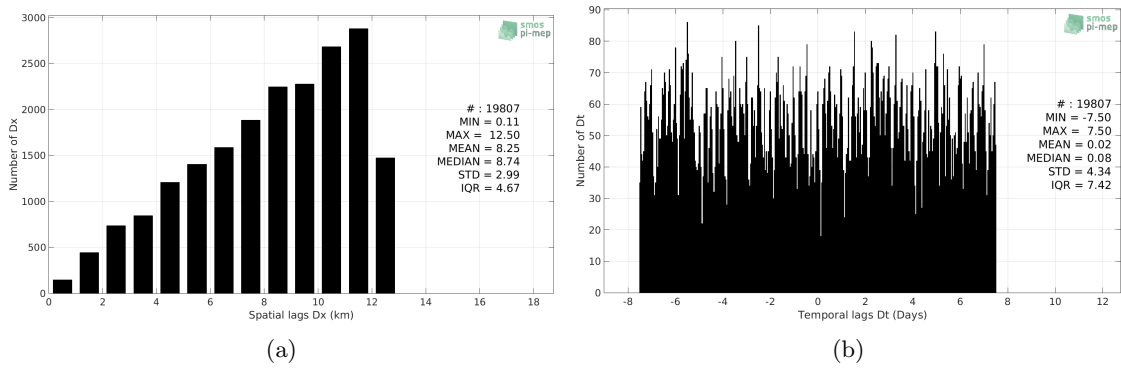 3000
2500
2000
1500
1000
500
0
Number of Dx
0 2 4 6 8 10 12 14 16 18
Spatial lags Dx (km)
smos
pi-mep
# : 19807
MIN = 0.11
MAX = 12.50
MEAN = 8.25
MEDIAN = 8.74
STD = 2.99
IQR = 4.67
(a)
90
80
70
60
50
40
30
20
10
0
Number of Dt
-8 -6 -4 -2 0 2 4 6 8 10 12
Temporal lags Dt (Days)
smos
pi-mep
# : 19807
MIN = -7.50
MAX = 7.50
MEAN = 0.02
MEDIAN = 0.08
STD = 4.34
IQR = 7.42
(b)